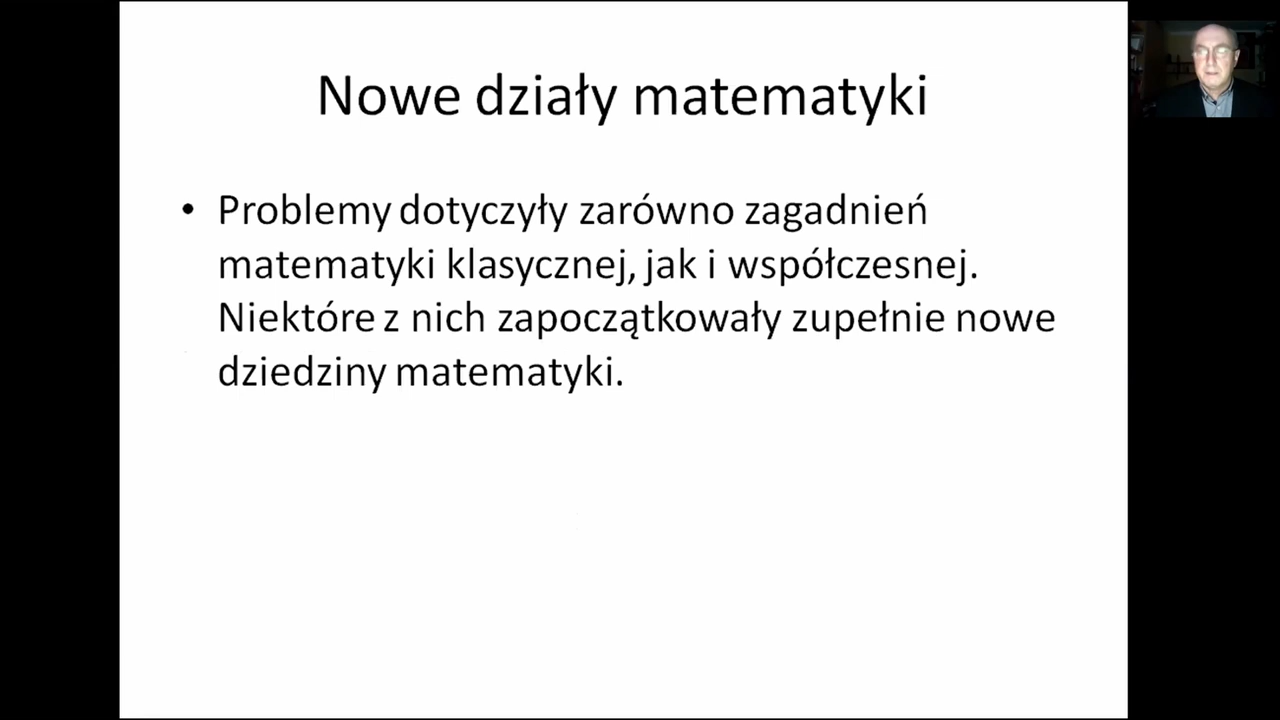 Nowe działy matematyki
• Problemy dotyczyły zarówno zagadnień
matematyki klasycznej, jak i współczesnej.
Niektóre z nich zapoczątkowały zupełnie nowe
dziedziny matematyki.